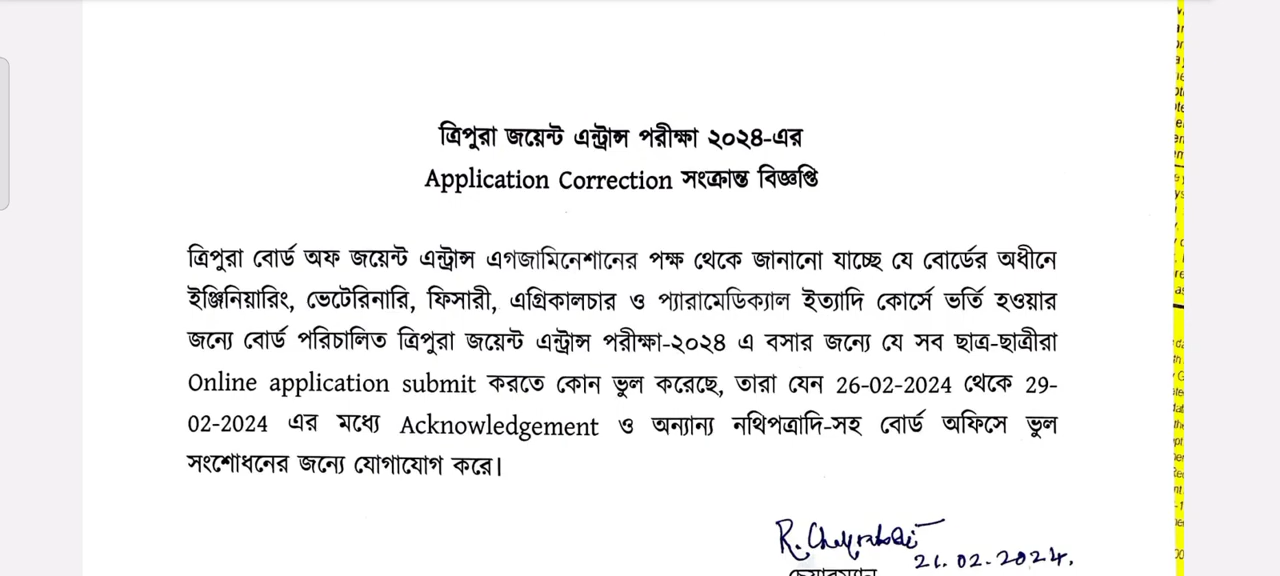 ত্রিপুরা জয়েন্ট এন্ট্রান্স পরীক্ষা ২০২৪-এর
Application Correction সংক্রান্ত বিজ্ঞপ্তি
ত্রিপুরা বোর্ড অফ জয়েন্ট এন্ট্রান্স এগজামিনেশানের পক্ষ থেকে জানানো যাচ্ছে যে বোর্ডের অধীনে
ইঞ্জিনিয়ারিং, ভেটেরিনারি, ফিসারী, এগ্রিকালচার ও প্যারামেডিক্যাল ইত্যাদি কোর্সে ভর্তি হওয়ার
জন্যে বোর্ড পরিচালিত ত্রিপুরা জয়েন্ট এন্ট্রান্স পরীক্ষা-২০২৪ এ বসার জন্যে যে সব ছাত্র-ছাত্রীরা
Online application submit করতে কোন ভুল করেছে, তারা যেন 26-02-2024 থেকে 29-
02-2024 এর মধ্যে Acknowledgement ও অন্যান্য নথিপত্রাদি-সহ বোর্ড অফিসে ভুল
সংশোধনের জন্যে যোগাযোগ করে।
21.02.2024.